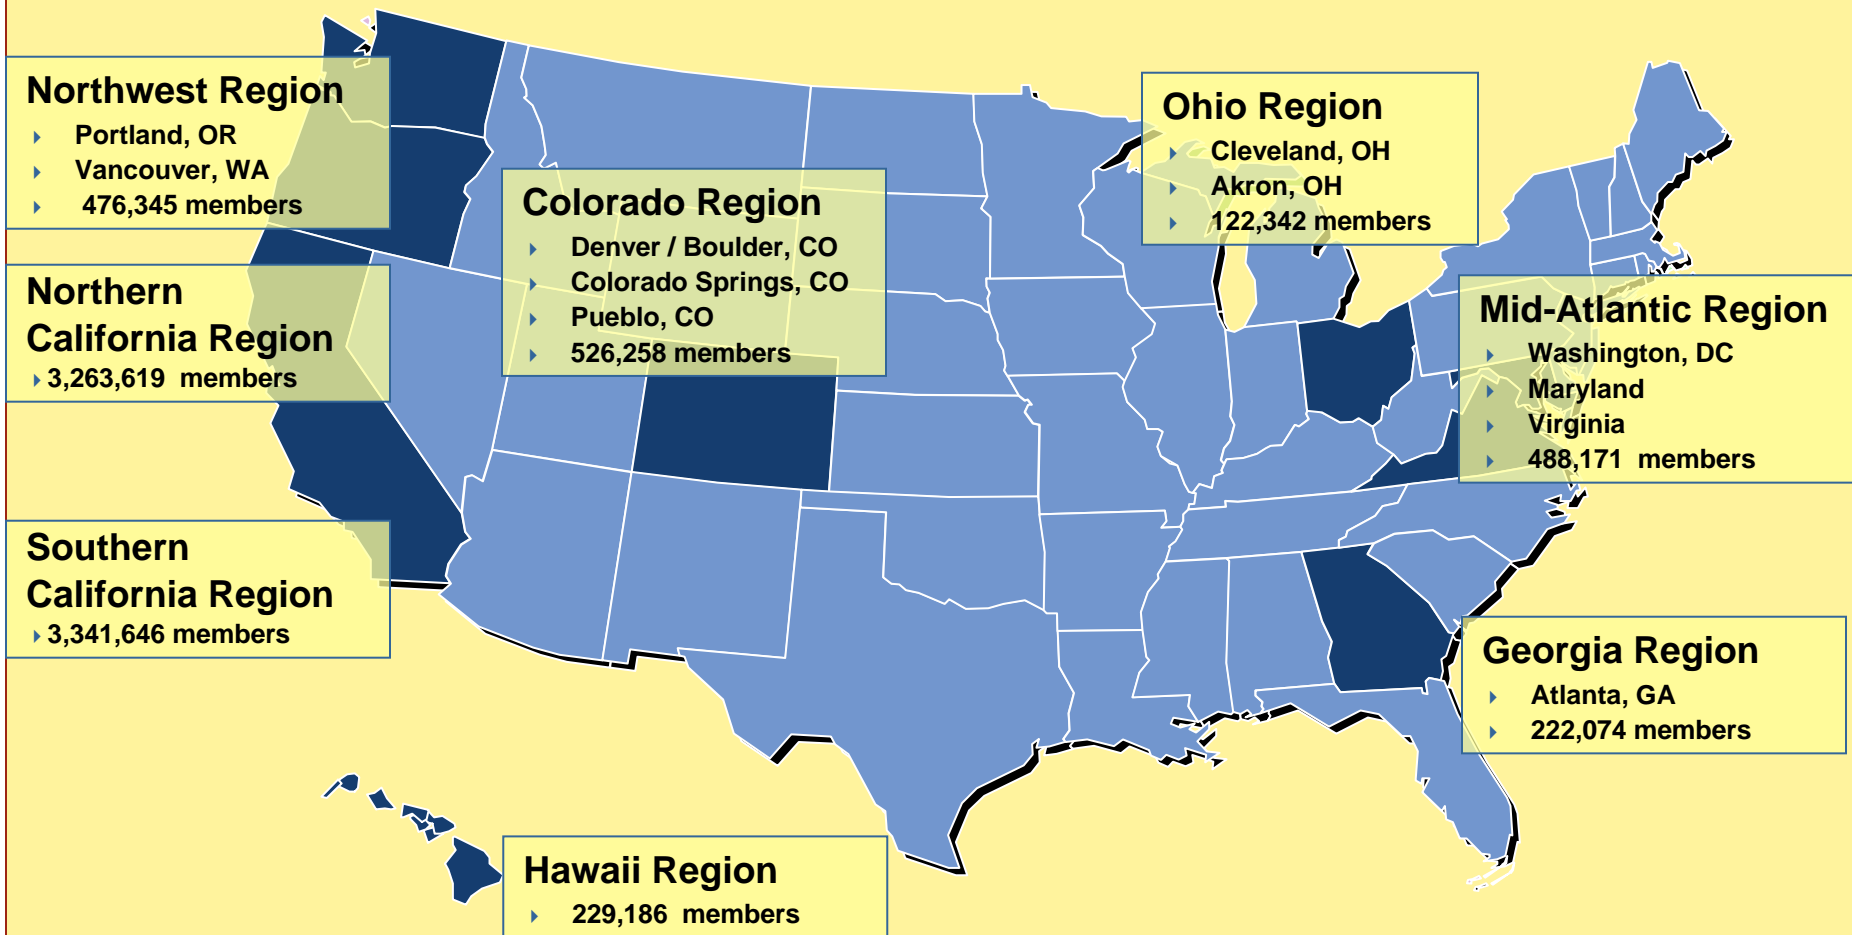 Northwest Region
Portland, OR
Vancouver, WA
476,345 members
Northern
California Region
3,263,619 members
Southern
California Region
3,341,646 members
Colorado Region
Denver / Boulder, CO
Colorado Springs, CO
Pueblo, CO
526,258 members
Hawaii Region
229,186 members
Ohio Region
Cleveland, OH
Akron, OH
122,342 members
Mid-Atlantic Region
Washington, DC
Maryland
Virginia
488,171 members
Georgia Region
Atlanta, GA
222,074 members